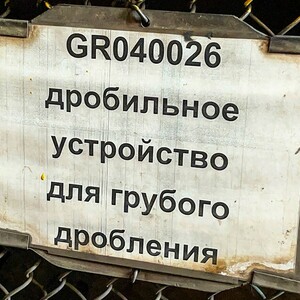 GR040026
дробильное
устройство
для грубого
дробления